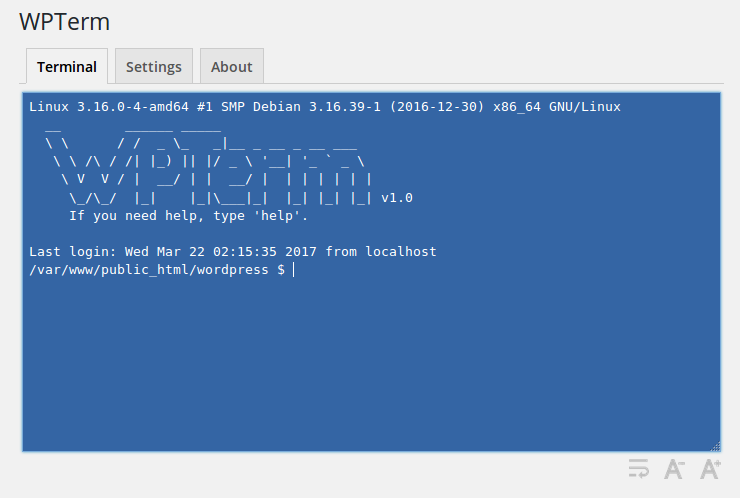 WPTerm
Terminal
Settings
About
Linux 3.16.0-4-amd64 #1 SMP Debian 3.16.39-1 (2016-12-30) x86_64 GNU/Linux
WPTerm v1.0
If you need help, type 'help'.
Last login: Wed Mar 22 02:15:35 2017 from localhost
/var/www/public_html/wordpress $
A-
A+